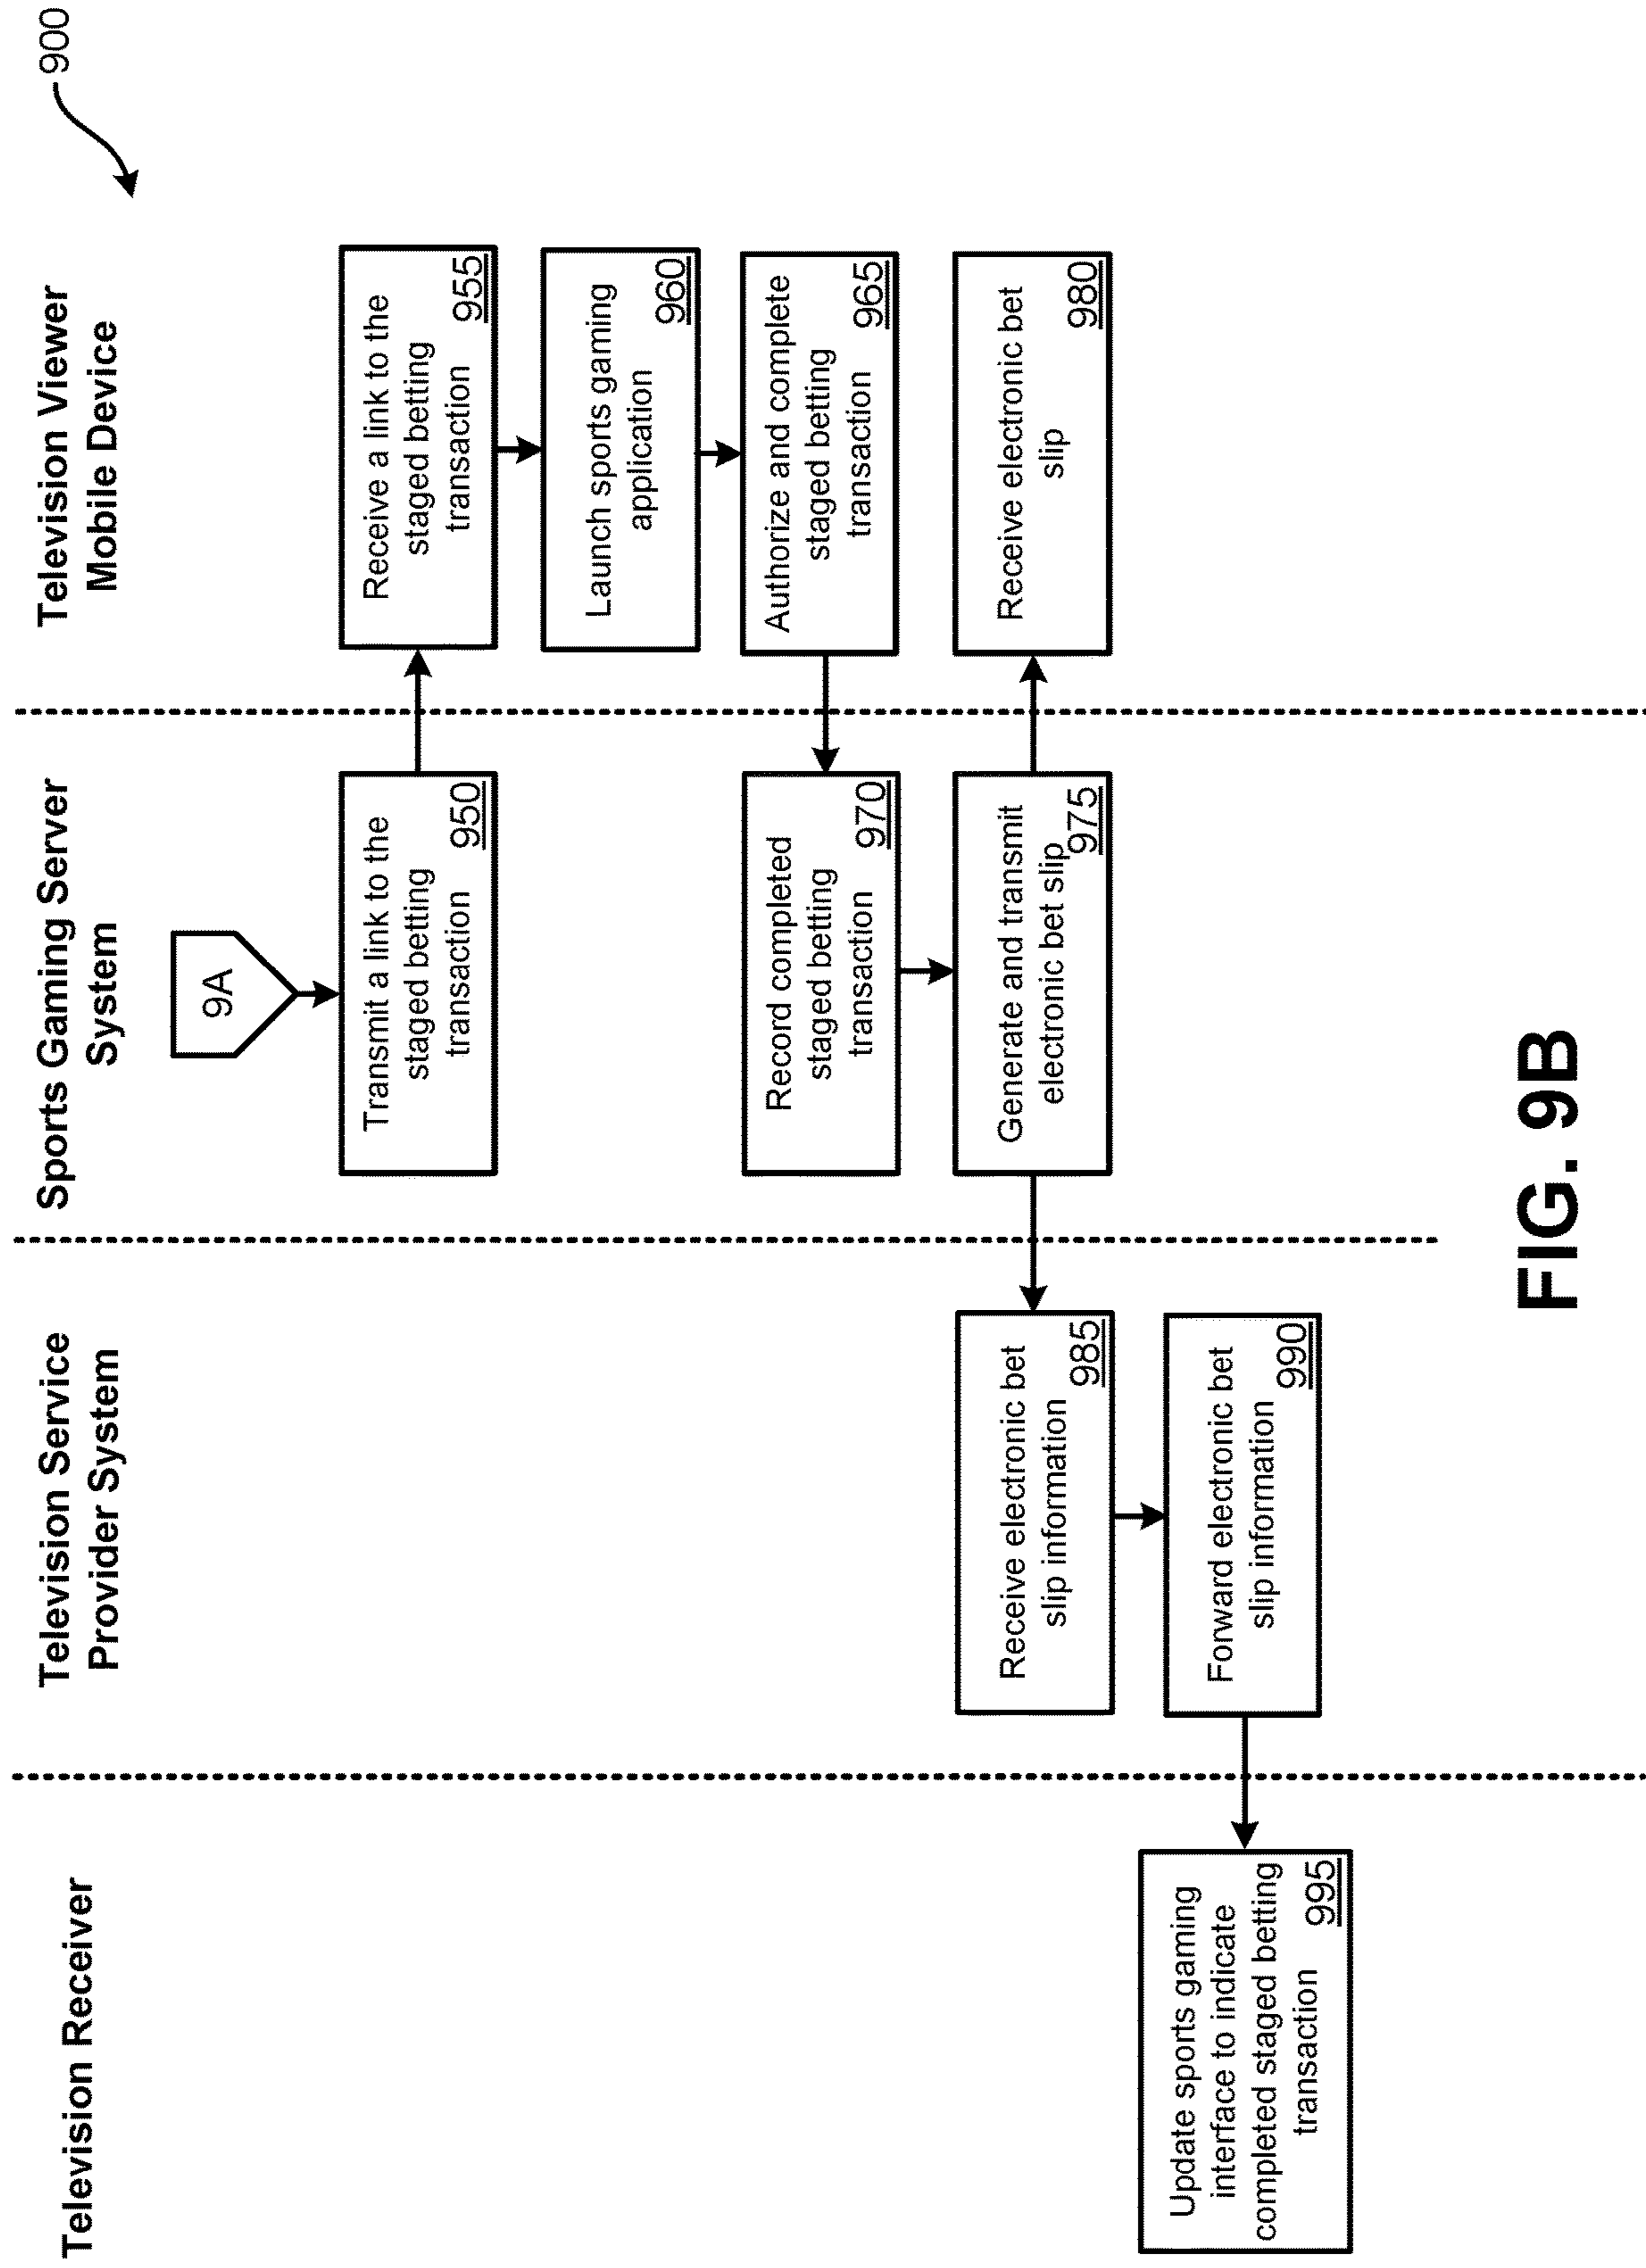 900
Television Receiver
Television Service
Provider System
Sports Gaming Server
System
Television Viewer
Mobile Device
9A
Transmit a link to the
staged betting
transaction
950
Receive a link to the
staged betting
transaction
955
Launch sports gaming
application
960
Authorize and complete
staged betting
transaction
965
Record completed
staged betting
transaction
970
Generate and transmit
electronic bet slip
975
Receive electronic bet
slip
980
Receive electronic bet
slip information
985
Forward electronic bet
slip information
990
Update sports gaming
interface to indicate
completed staged betting
transaction
995
FIG. 9B